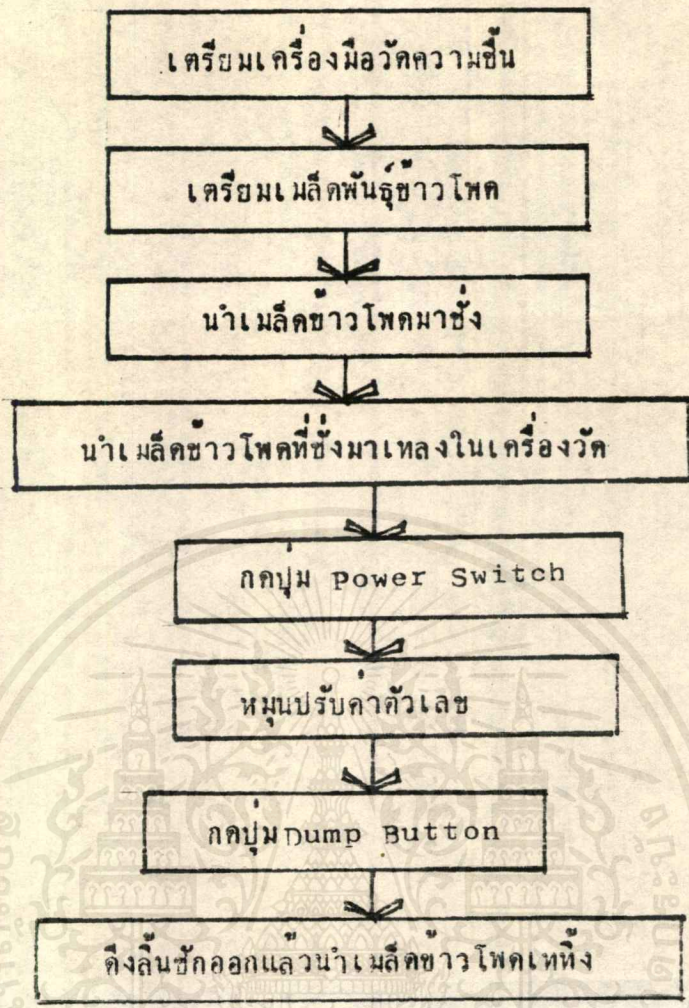 เตรียมเครื่องมือวัดความชื้น
เตรียมเมล็ดพันธุ์ข้าวโพด
นำเมล็ดข้าวโพดมาชั่ง
นำเมล็ดข้าวโพดที่ชั่งมาเทลงในเครื่องวัด
กดปุ่ม Power Switch
หมุนปรับค่าตัวเลข
กดปุ่ม Dump Button
ดึงลิ้นชักออกแล้วนำเมล็ดข้าวโพดเททิ้ง